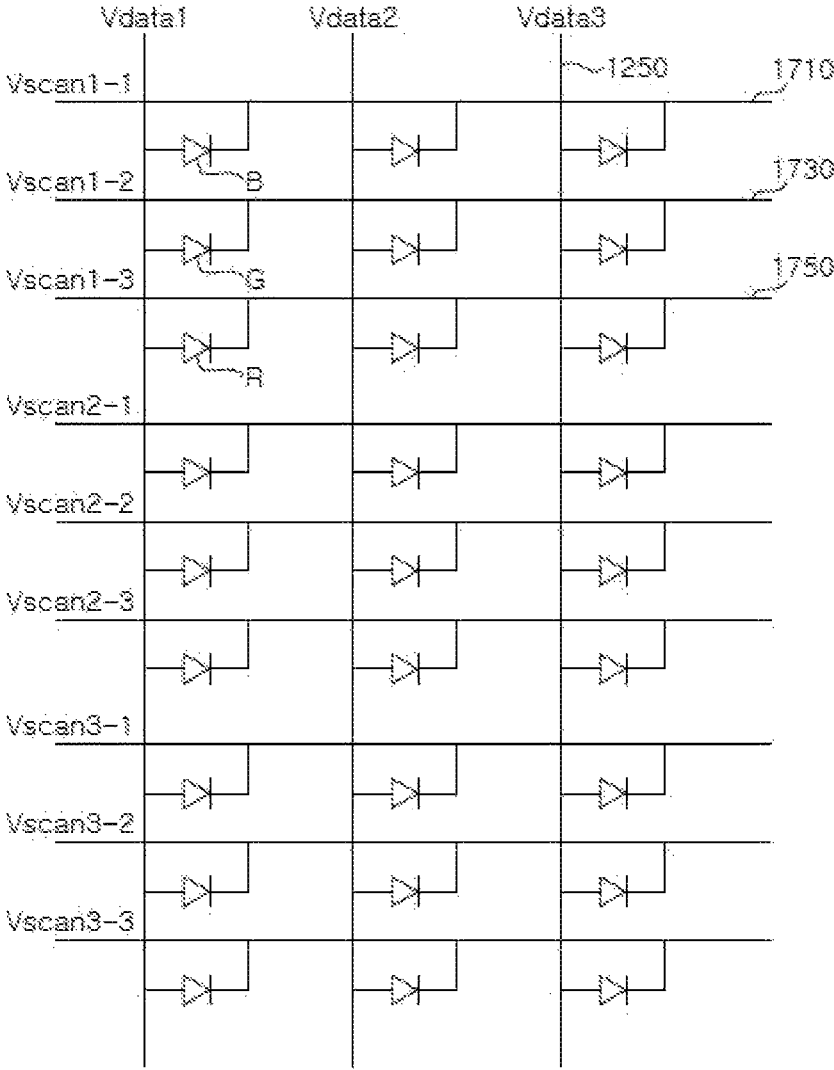 Vdata1 Vdata2 Vdata3
1250
1710
Vscan1-1
B
Vscan1-2
1730
G
Vscan1-3
1750
R
Vscan2-1
Vscan2-2
Vscan2-3
Vscan3-1
Vscan3-2
Vscan3-3